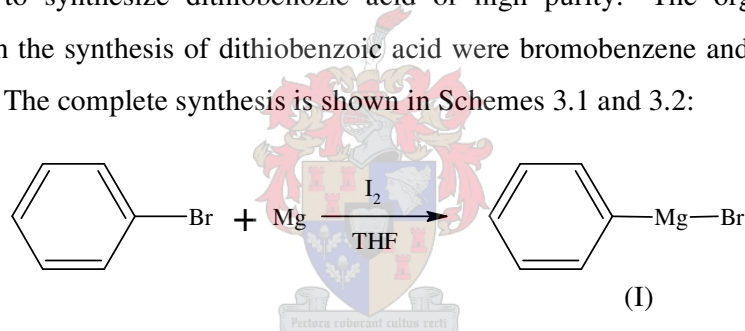 to synthesize dithiobenozic acid of high purity. The org
n the synthesis of dithiobenzoic acid were bromobenzene and
The complete synthesis is shown in Schemes 3.1 and 3.2:
Br + Mg I2 THF Mg Br
(I)
Pectora roborant cultus recti